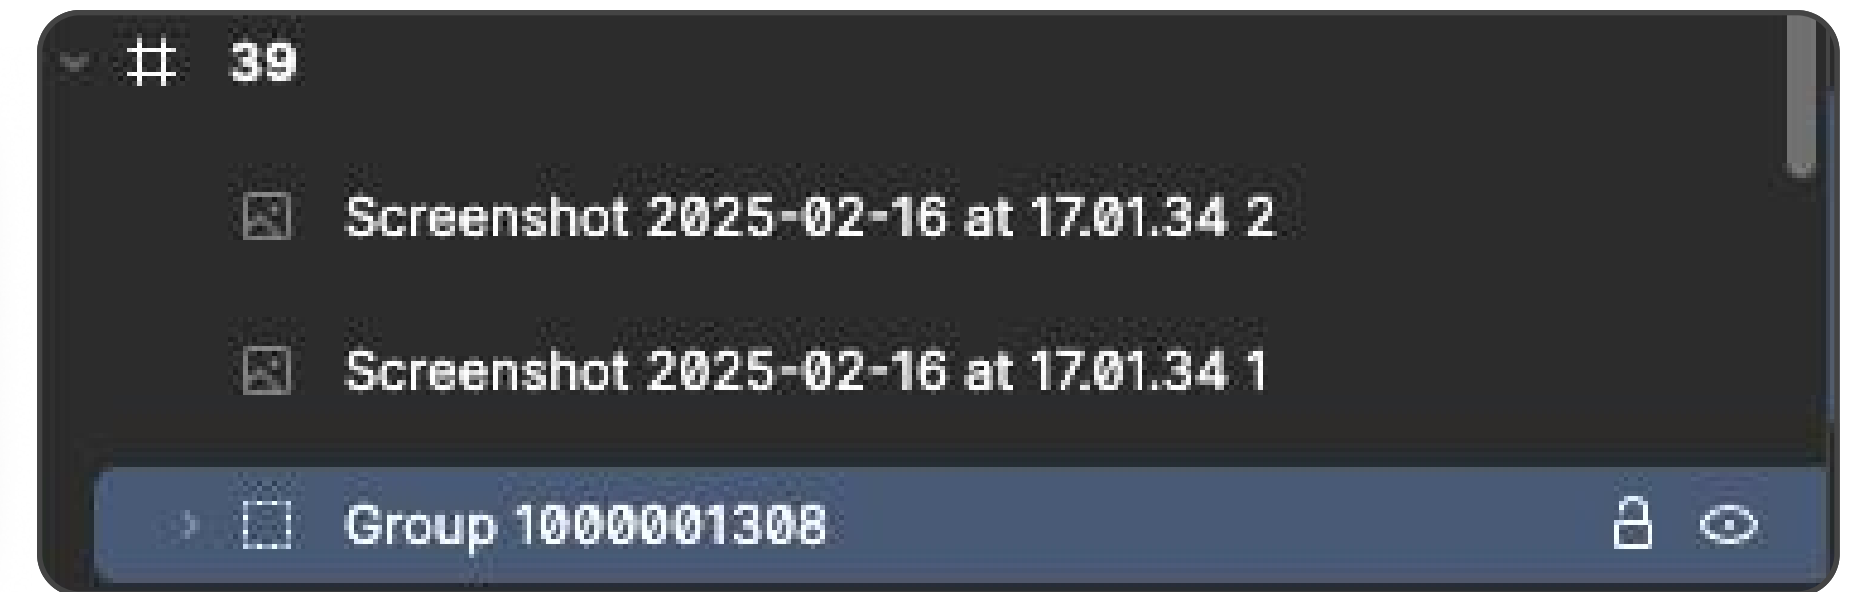 39
Screenshot 2025-02-16 at 17.01.34 2
Screenshot 2025-02-16 at 17.01.34 1
Group 1000001308